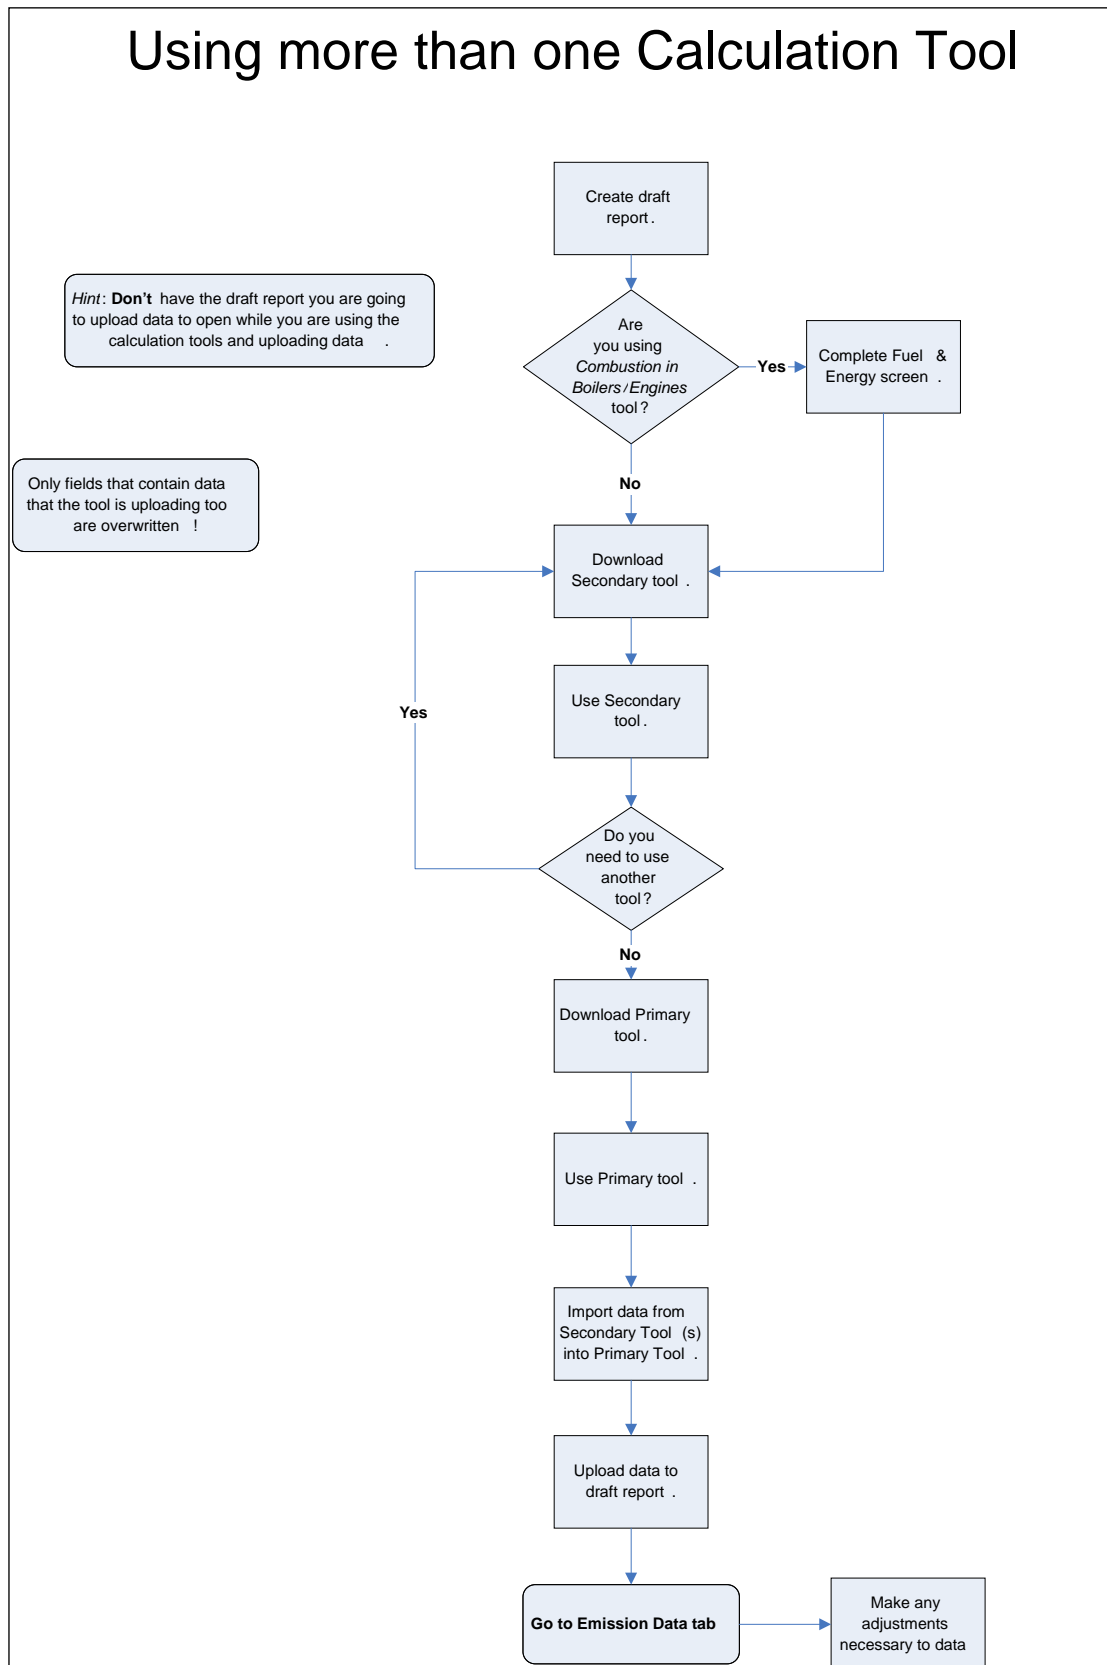 Using more than one Calculation Tool
Create draft
report.
Hint: Don't have the draft report you are going
to upload data to open while you are using the
calculation tools and uploading data .
Are
you using
Combustion in
Boilers/Engines
tool?
Yes
Complete Fuel &
Energy screen .
No
Only fields that contain data
that the tool is uploading too
are overwritten !
Download
Secondary tool .
Use Secondary
tool.
Yes
Do you
need to use
another
tool?
No
Download Primary
tool.
Use Primary tool .
Import data from
Secondary Tool (s)
into Primary Tool .
Upload data to
draft report .
Go to Emission Data tab
Make any
adjustments
necessary to data